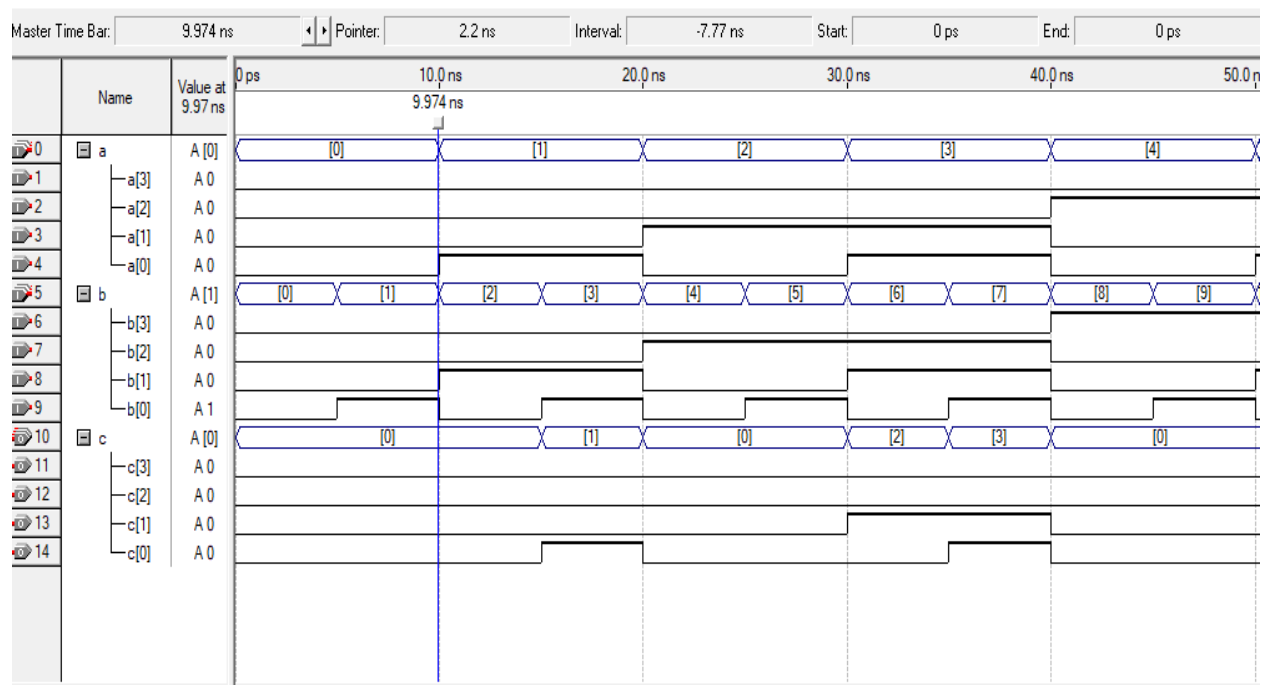 Master Time Bar: 9.974 ns Pointer: 2.2 ns Interval: -7.77 ns Start: 0 ps End: 0 ps
Name Value at 9.97 ns 0 ps 10.0 ns 20.0 ns 30.0 ns 40.0 ns 50.0 n
9.974 ns
0 a A [0] [0] [1] [2] [3] [4]
1 a[3] A 0
2 a[2] A 0
3 a[1] A 0
4 a[0] A 0
5 b A [1] [0] [1] [2] [3] [4] [5] [6] [7] [8] [9]
6 b[3] A 0
7 b[2] A 0
8 b[1] A 0
9 b[0] A 1
10 c A [0] [0] [1] [0] [2] [3] [0]
11 c[3] A 0
12 c[2] A 0
13 c[1] A 0
14 c[0] A 0